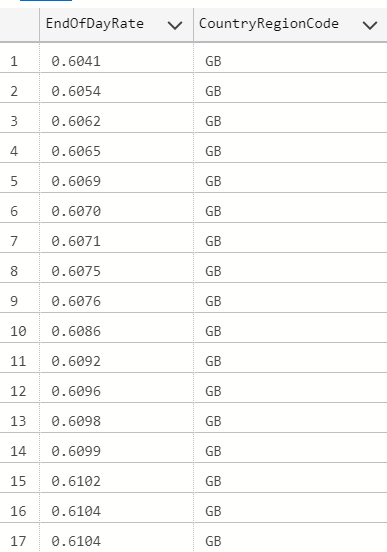 EndOfDayRate CountryRegionCode
1 0.6041 GB
2 0.6054 GB
3 0.6062 GB
4 0.6065 GB
5 0.6069 GB
6 0.6070 GB
7 0.6071 GB
8 0.6075 GB
9 0.6076 GB
10 0.6086 GB
11 0.6092 GB
12 0.6096 GB
13 0.6098 GB
14 0.6099 GB
15 0.6102 GB
16 0.6104 GB
17 0.6104 GB